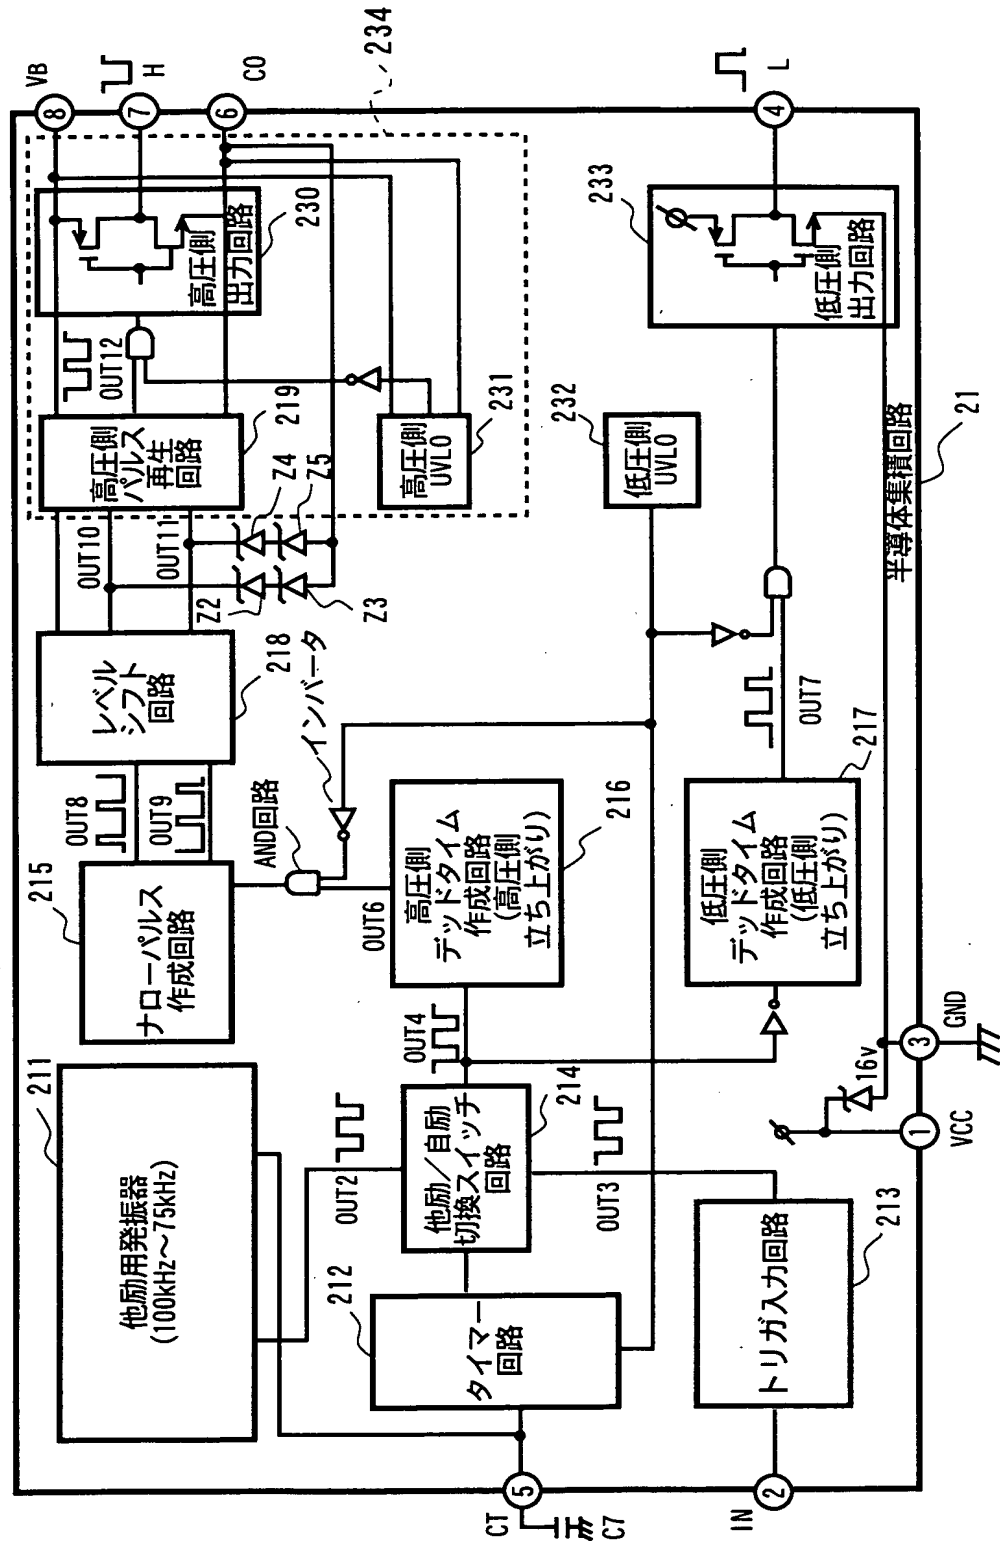 211
他励用発振器
(100kHz〜75kHz)
215
ナローパルス
作成回路
OUT8
OUT9
レベル
シフト
回路
218
OUT10
OUT11
Z2
Z3
Z4
Z5
高圧側
パルス
再生
回路
219
OUT12
高圧側
出力回路
230
234
VB
8
7
H
6
CO
高圧側
UVLO
231
212
タイマー
回路
OUT2
他励/自励
切換スイッチ
回路
214
OUT3
OUT4
OUT6
AND回路
インバータ
高圧側
デッドタイム
作成回路
(高圧側
立ち上がり)
216
低圧側
UVLO
232
低圧側
出力回路
233
4
L
CT
5
C7
IN
2
トリガ入力回路
213
低圧側
デッドタイム
作成回路
(低圧側
立ち上がり)
217
OUT7
16v
1
VCC
3
GND
半導体集積回路
21